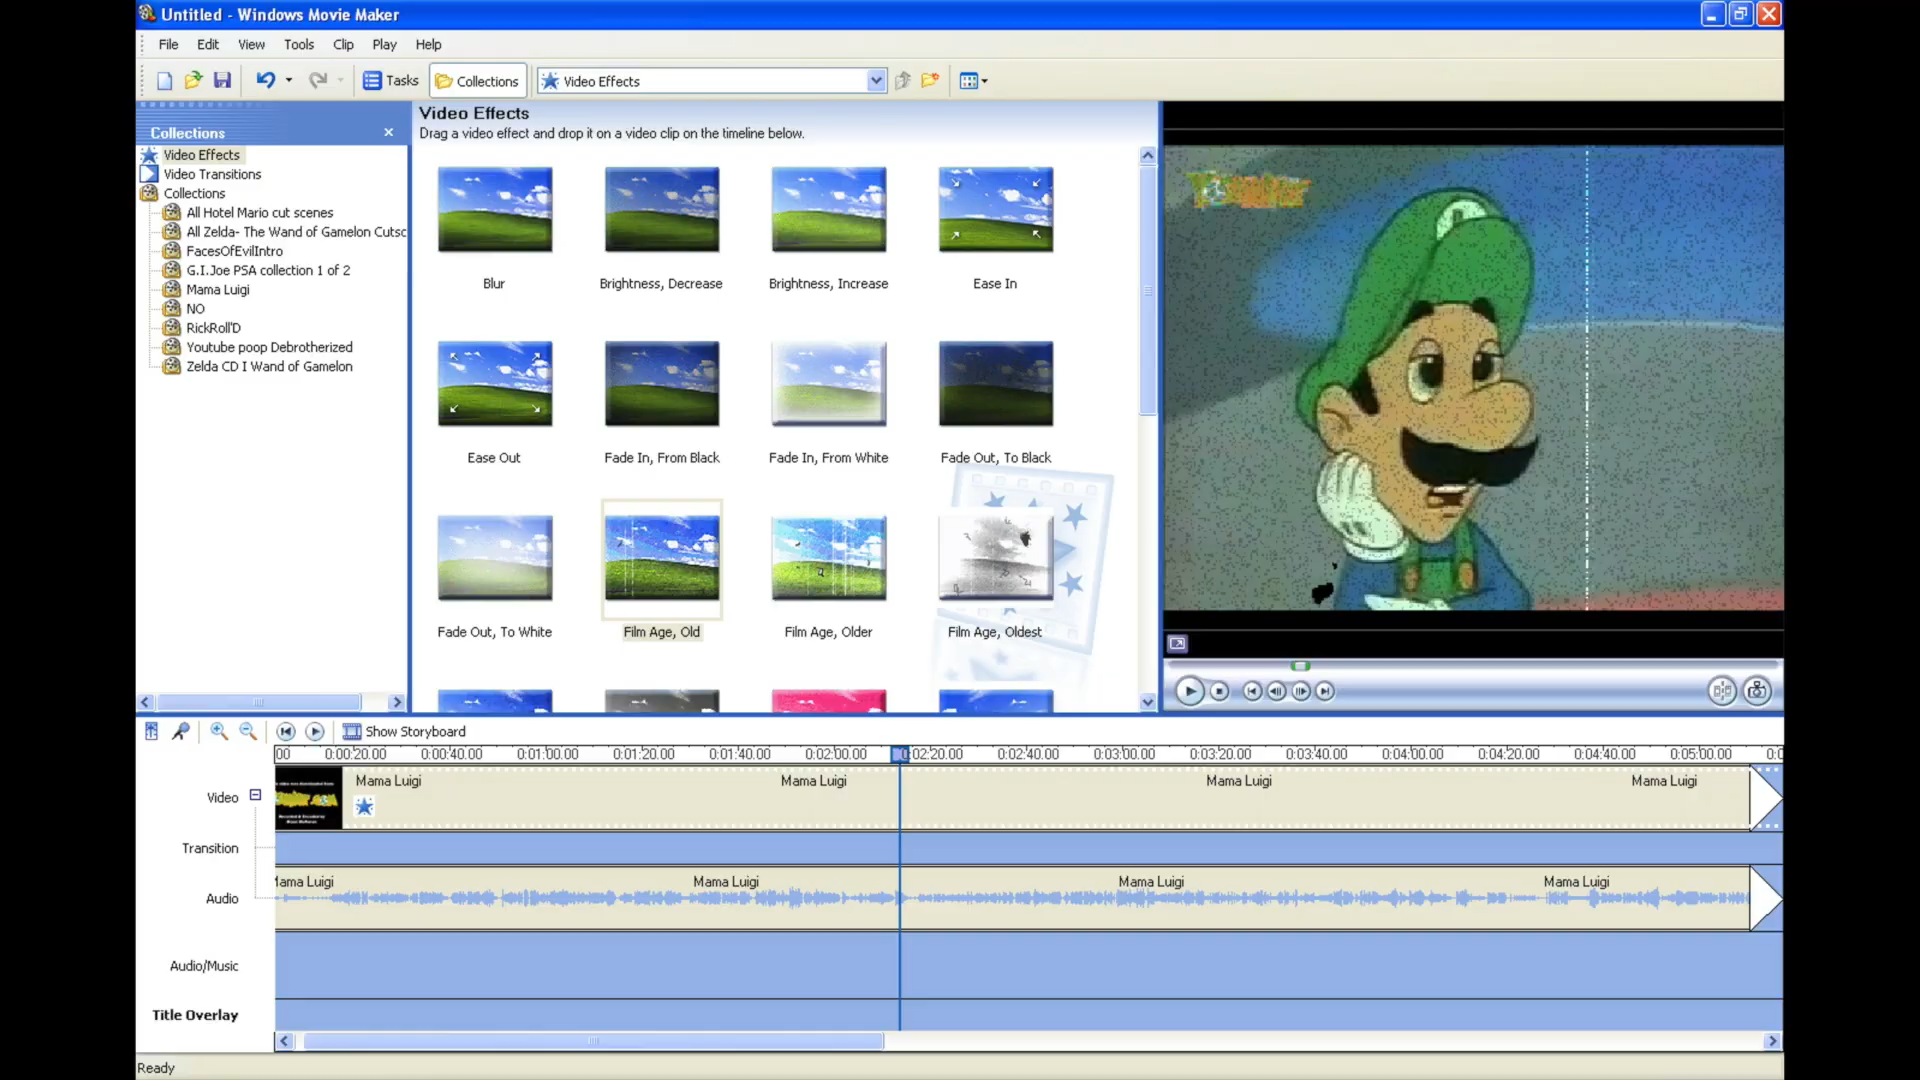 Untitled - Windows Movie Maker
File Edit View Tools Clip Play Help
Tasks Collections Video Effects
Collections
Video Effects
Video Transitions
Collections
All Hotel Mario cut scenes
All Zelda- The Wand of Gamelon Cutsc
FacesOfEvilIntro
G.I.Joe PSA collection 1 of 2
Mama Luigi
NO
RickRoll'D
Youtube poop Debrotherized
Zelda CD I Wand of Gamelon
Video Effects
Drag a video effect and drop it on a video clip on the timeline below.
Blur Brightness, Decrease Brightness, Increase Ease In
Ease Out Fade In, From Black Fade In, From White Fade Out, To Black
Fade Out, To White Film Age, Old Film Age, Older Film Age, Oldest
L
Show Storyboard
00 0:00:20.00 0:00:40.00 0:01:00.00 0:01:20.00 0:01:40.00 0:02:00.00 0:02:20.00 0:02:40.00 0:03:00.00 0:03:20.00 0:03:40.00 0:04:00.00 0:04:20.00 0:04:40.00 0:05:00.00 0:0
Video Mama Luigi Mama Luigi Mama Luigi Mama Luigi
Transition
Audio Mama Luigi Mama Luigi Mama Luigi Mama Luigi
Audio/Music
Title Overlay
Ready